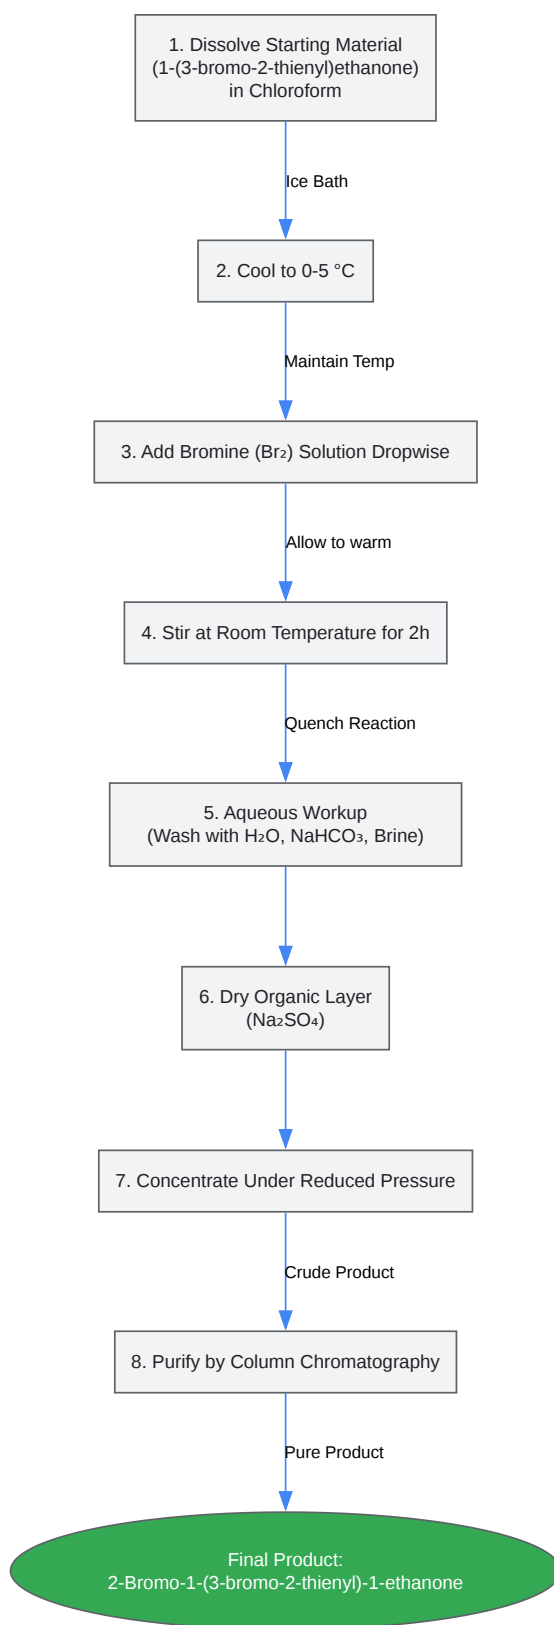 1. Dissolve Starting Material
(1-(3-bromo-2-thienyl)ethanone)
in Chloroform
Ice Bath
2. Cool to 0-5 °C
Maintain Temp
3. Add Bromine (Br₂) Solution Dropwise
Allow to warm
4. Stir at Room Temperature for 2h
Quench Reaction
5. Aqueous Workup
(Wash with H₂O, NaHCO₃, Brine)
6. Dry Organic Layer
(Na₂SO₄)
7. Concentrate Under Reduced Pressure
Crude Product
8. Purify by Column Chromatography
Pure Product
Final Product:
2-Bromo-1-(3-bromo-2-thienyl)-1-ethanone